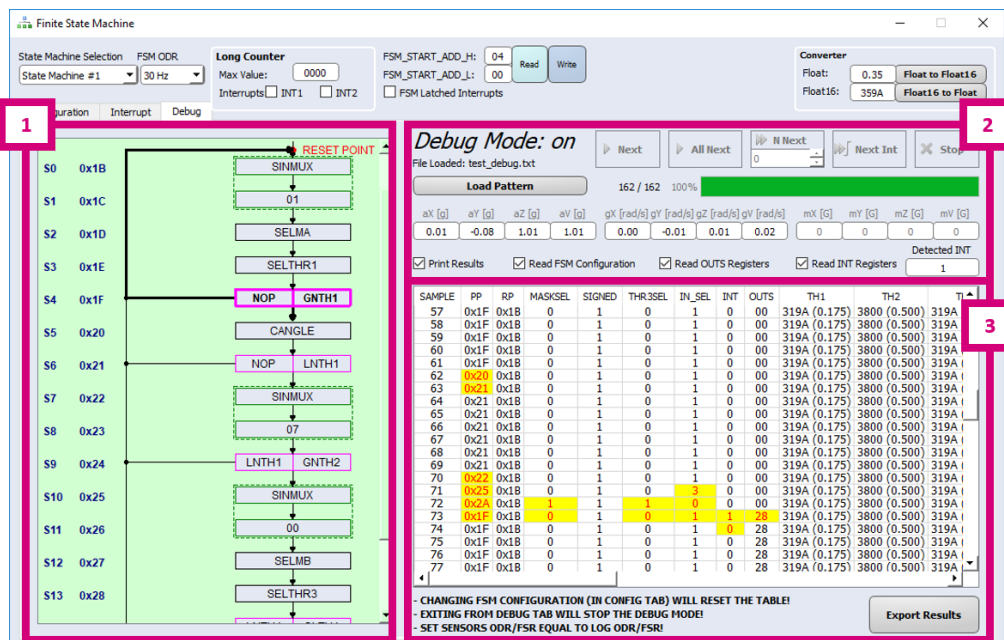 Finite State Machine
State Machine Selection FSM ODR
State Machine #1 30 Hz
Long Counter
Max Value: 0000
Interrupts INT1 INT2
FSM_START_ADD_H: 04
FSM_START_ADD_L: 00
FSM Latched Interrupts
Read Write
Converter
Float: 0.35 Float to Float16
Float16: 359A Float16 to Float
uration Interrupt Debug
1
RESET POINT
S0 0x1B SINMUX
S1 0x1C 01
S2 0x1D SELMA
S3 0x1E SELTHR1
S4 0x1F NOP GNTH1
S5 0x20 CANGLE
S6 0x21 NOP LNTH1
S7 0x22 SINMUX
S8 0x23 07
S9 0x24 LNTH1 GNTH2
S10 0x25 SINMUX
S11 0x26 00
S12 0x27 SELMB
S13 0x28 SELTHR3
2
Debug Mode: on
File Loaded: test_debug.txt
Next All Next N Next 0 Next Int Stop
Load Pattern 162 / 162 100%
aX [g] aY [g] aZ [g] aV [g] gX [rad/s] gY [rad/s] gZ [rad/s] gV [rad/s] mX [G] mY [G] mZ [G] mV [G]
0.01 -0.08 1.01 1.01 0.00 -0.01 0.01 0.02 0 0 0 0
Print Results Read FSM Configuration Read OUTS Registers Read INT Registers
Detected INT
1
3
SAMPLE PP RP MASKSEL SIGNED THR3SEL IN_SEL INT OUTS TH1 TH2
57 0x1F 0x1B 0 1 0 1 0 00 319A (0.175) 3800 (0.500) 319A (
58 0x1F 0x1B 0 1 0 1 0 00 319A (0.175) 3800 (0.500) 319A
59 0x1F 0x1B 0 1 0 1 0 00 319A (0.175) 3800 (0.500) 319A
60 0x1F 0x1B 0 1 0 1 0 00 319A (0.175) 3800 (0.500) 319A
61 0x1F 0x1B 0 1 0 1 0 00 319A (0.175) 3800 (0.500) 319A
62 0x20 0x1B 0 1 0 1 0 00 319A (0.175) 3800 (0.500) 319A
63 0x21 0x1B 0 1 0 1 0 00 319A (0.175) 3800 (0.500) 319A (
64 0x21 0x1B 0 1 0 1 0 00 319A (0.175) 3800 (0.500) 319A (
65 0x21 0x1B 0 1 0 1 0 00 319A (0.175) 3800 (0.500) 319A (
66 0x21 0x1B 0 1 0 1 0 00 319A (0.175) 3800 (0.500) 319A (
67 0x21 0x1B 0 1 0 1 0 00 319A (0.175) 3800 (0.500) 319A (
68 0x21 0x1B 0 1 0 1 0 00 319A (0.175) 3800 (0.500) 319A (
69 0x21 0x1B 0 1 0 1 0 00 319A (0.175) 3800 (0.500) 319A (
70 0x22 0x1B 0 1 0 1 0 00 319A (0.175) 3800 (0.500) 319A (
71 0x25 0x1B 0 1 0 3 0 00 319A (0.175) 3800 (0.500) 319A (
72 0x2A 0x1B 1 1 1 0 0 00 319A (0.175) 3800 (0.500) 319A (
73 0x1F 0x1B 0 1 0 1 1 28 319A (0.175) 3800 (0.500) 319A (
74 0x1F 0x1B 0 1 0 1 0 28 319A (0.175) 3800 (0.500) 319A (
75 0x1F 0x1B 0 1 0 1 0 28 319A (0.175) 3800 (0.500) 319A (
76 0x1F 0x1B 0 1 0 1 0 28 319A (0.175) 3800 (0.500) 319A (
77 0x1F 0x1B 0 1 0 1 0 28 319A (0.175) 3800 (0.500) 319A (
- CHANGING FSM CONFIGURATION (IN CONFIG TAB) WILL RESET THE TABLE!
- EXITING FROM DEBUG TAB WILL STOP THE DEBUG MODE!
- SET SENSORS ODR/FSR EQUAL TO LOG ODR/FSR!
Export Results